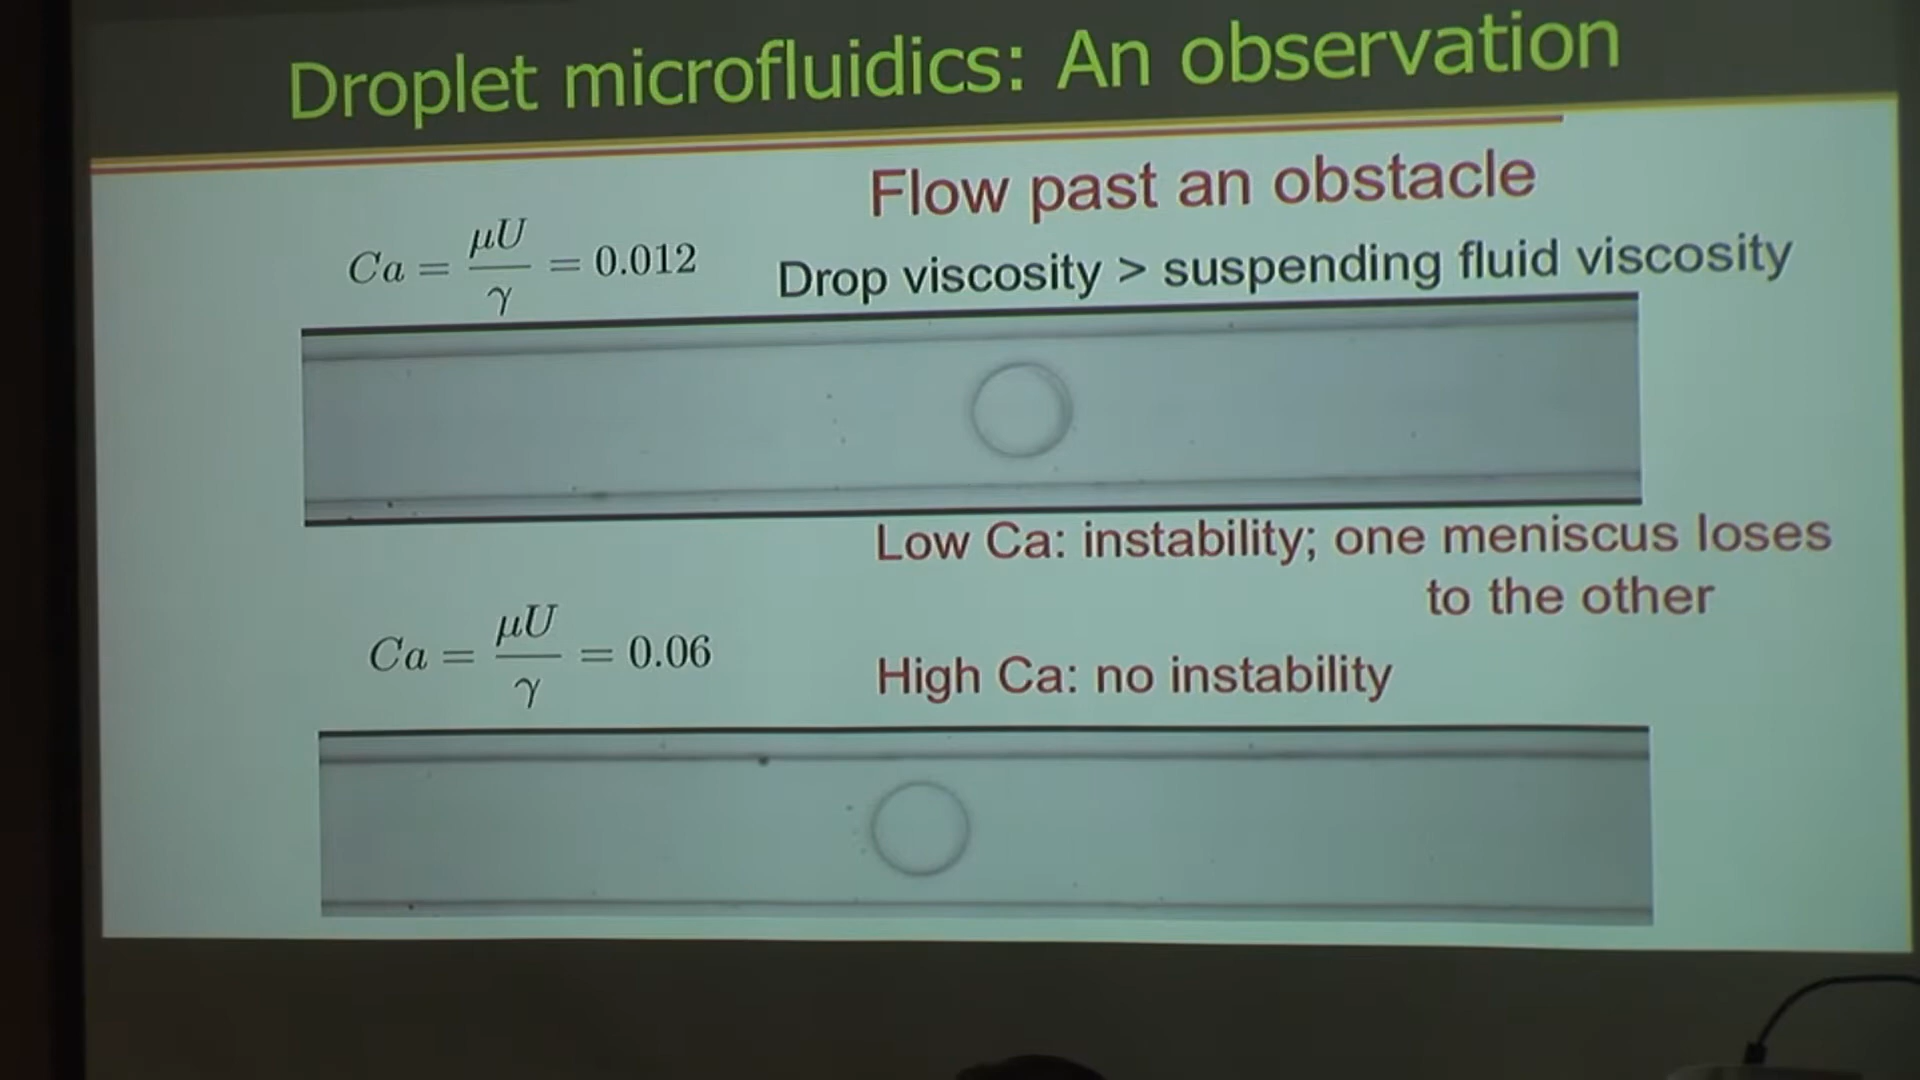 Droplet microfluidics: An observation
Flow past an obstacle
Ca = μU/γ = 0.012
Drop viscosity > suspending fluid viscosity
Low Ca: instability; one meniscus loses
to the other
Ca = μU/γ = 0.06
High Ca: no instability